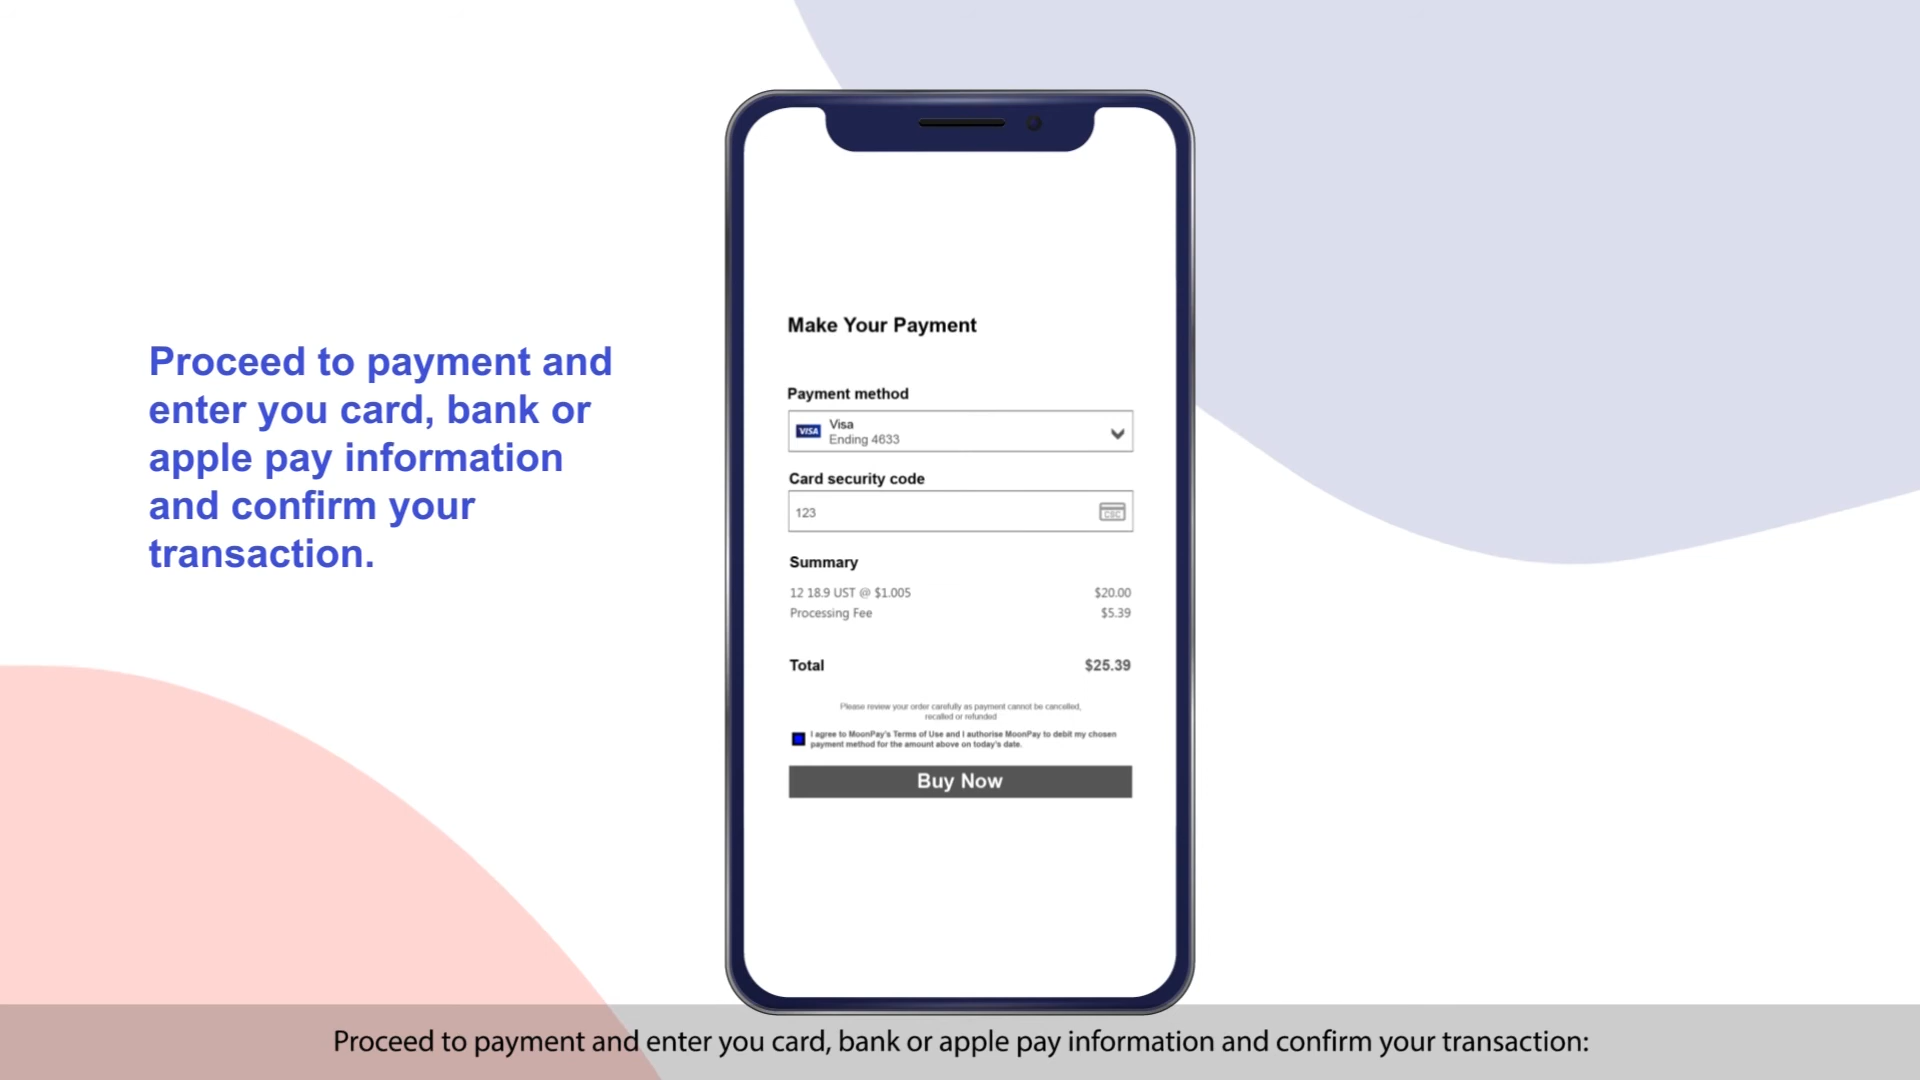 Proceed to payment and
enter you card, bank or
apple pay information
and confirm your
transaction.
Make Your Payment
Payment method
VISA
Visa
Ending 4633
Card security code
123
CSC
Summary
12 18.9 UST @ $1.005 $20.00
Processing Fee $5.39
Total $25.39
Please review your order carefully as payment cannot be cancelled,
recalled or refunded
I agree to MoonPay's Terms of Use and I authorise MoonPay to debit my chosen
payment method for the amount above on today's date.
Buy Now
Proceed to payment and enter you card, bank or apple pay information and confirm your transaction: